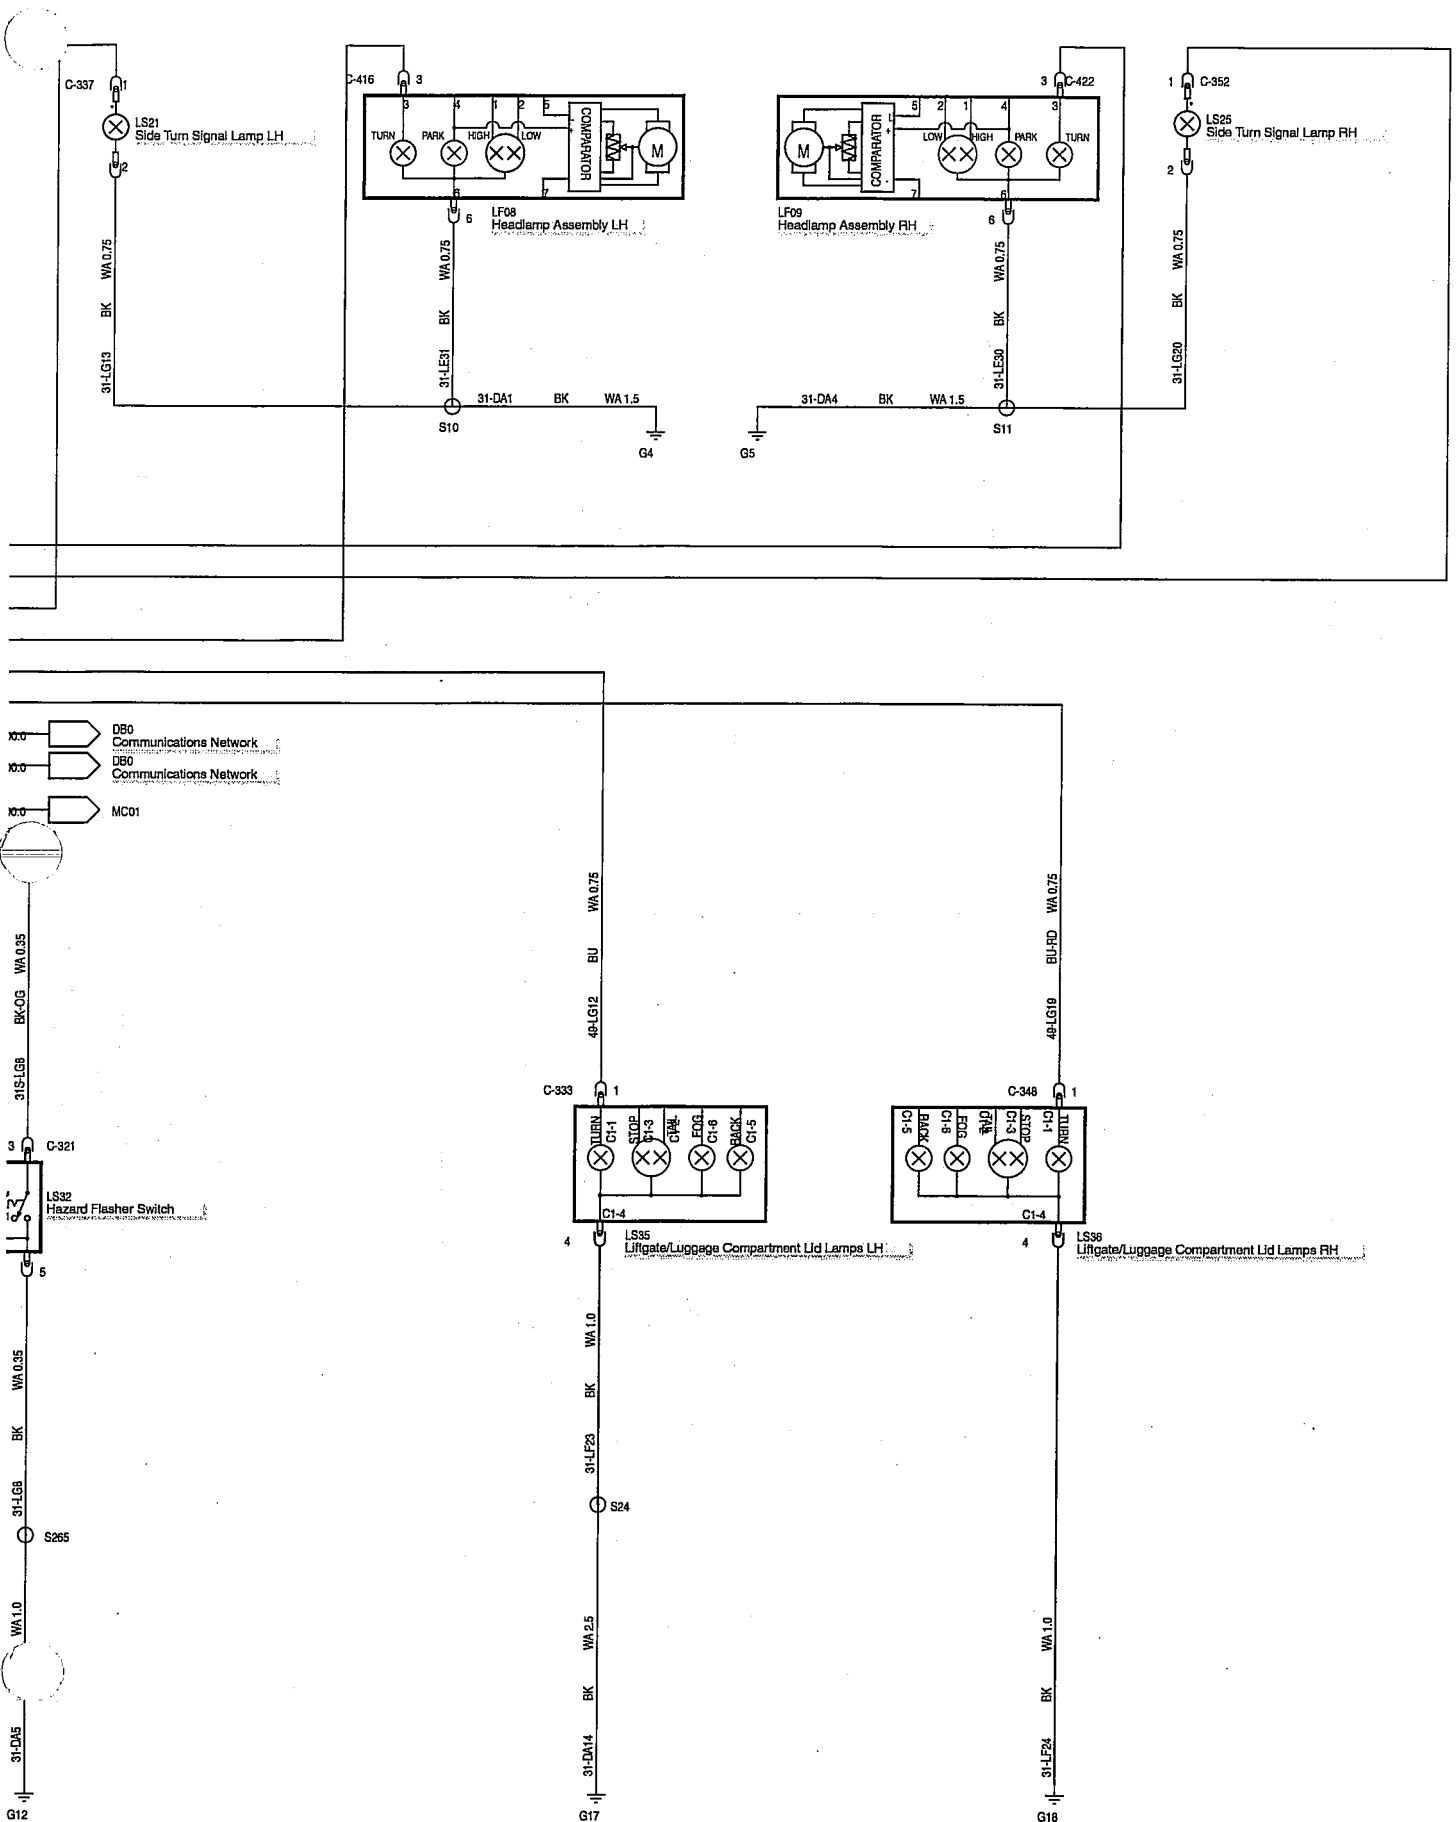 C-337
1
LS21
Side Turn Signal Lamp LH
2
WA 0.75
BK
31-LG13
C-416
3
3
4
1
2
5
TURN
PARK
HIGH
LOW
-
+
COMPARATOR
M
6
7
6
LF08
Headlamp Assembly LH
WA 0.75
BK
31-LE31
31-DA1
BK
WA 1.5
S10
G4
3
C-422
5
2
1
4
3
COMPARATOR
+
-
M
LOW
HIGH
PARK
TURN
7
6
6
LF09
Headlamp Assembly RH
WA 0.75
BK
31-LE30
31-DA4
BK
WA 1.5
S11
G5
1
C-352
LS25
Side Turn Signal Lamp RH
2
WA 0.75
BK
31-LG20
DB0
Communications Network
DB0
Communications Network
MC01
WA 0.35
BK-OG
31S-LG8
3
C-321
LS32
Hazard Flasher Switch
5
WA 0.35
BK
31-LG8
S265
WA 1.0
31-DA5
G12
WA 0.75
BU
49-LG12
C-333
1
TURN
C1-1
STOP
C1-3
TAIL
FOG
C1-6
BACK
C1-5
C1-4
4
LS35
Liftgate/Luggage Compartment Lid Lamps LH
WA 1.0
BK
31-LF23
S24
WA 2.5
BK
31-DA14
G17
WA 0.75
BU-RD
49-LG19
C-348
1
BACK
C1-5
FOG
C1-6
TAIL
STOP
C1-3
TURN
C1-1
C1-4
4
LS36
Liftgate/Luggage Compartment Lid Lamps RH
WA 1.0
BK
31-LF24
G18